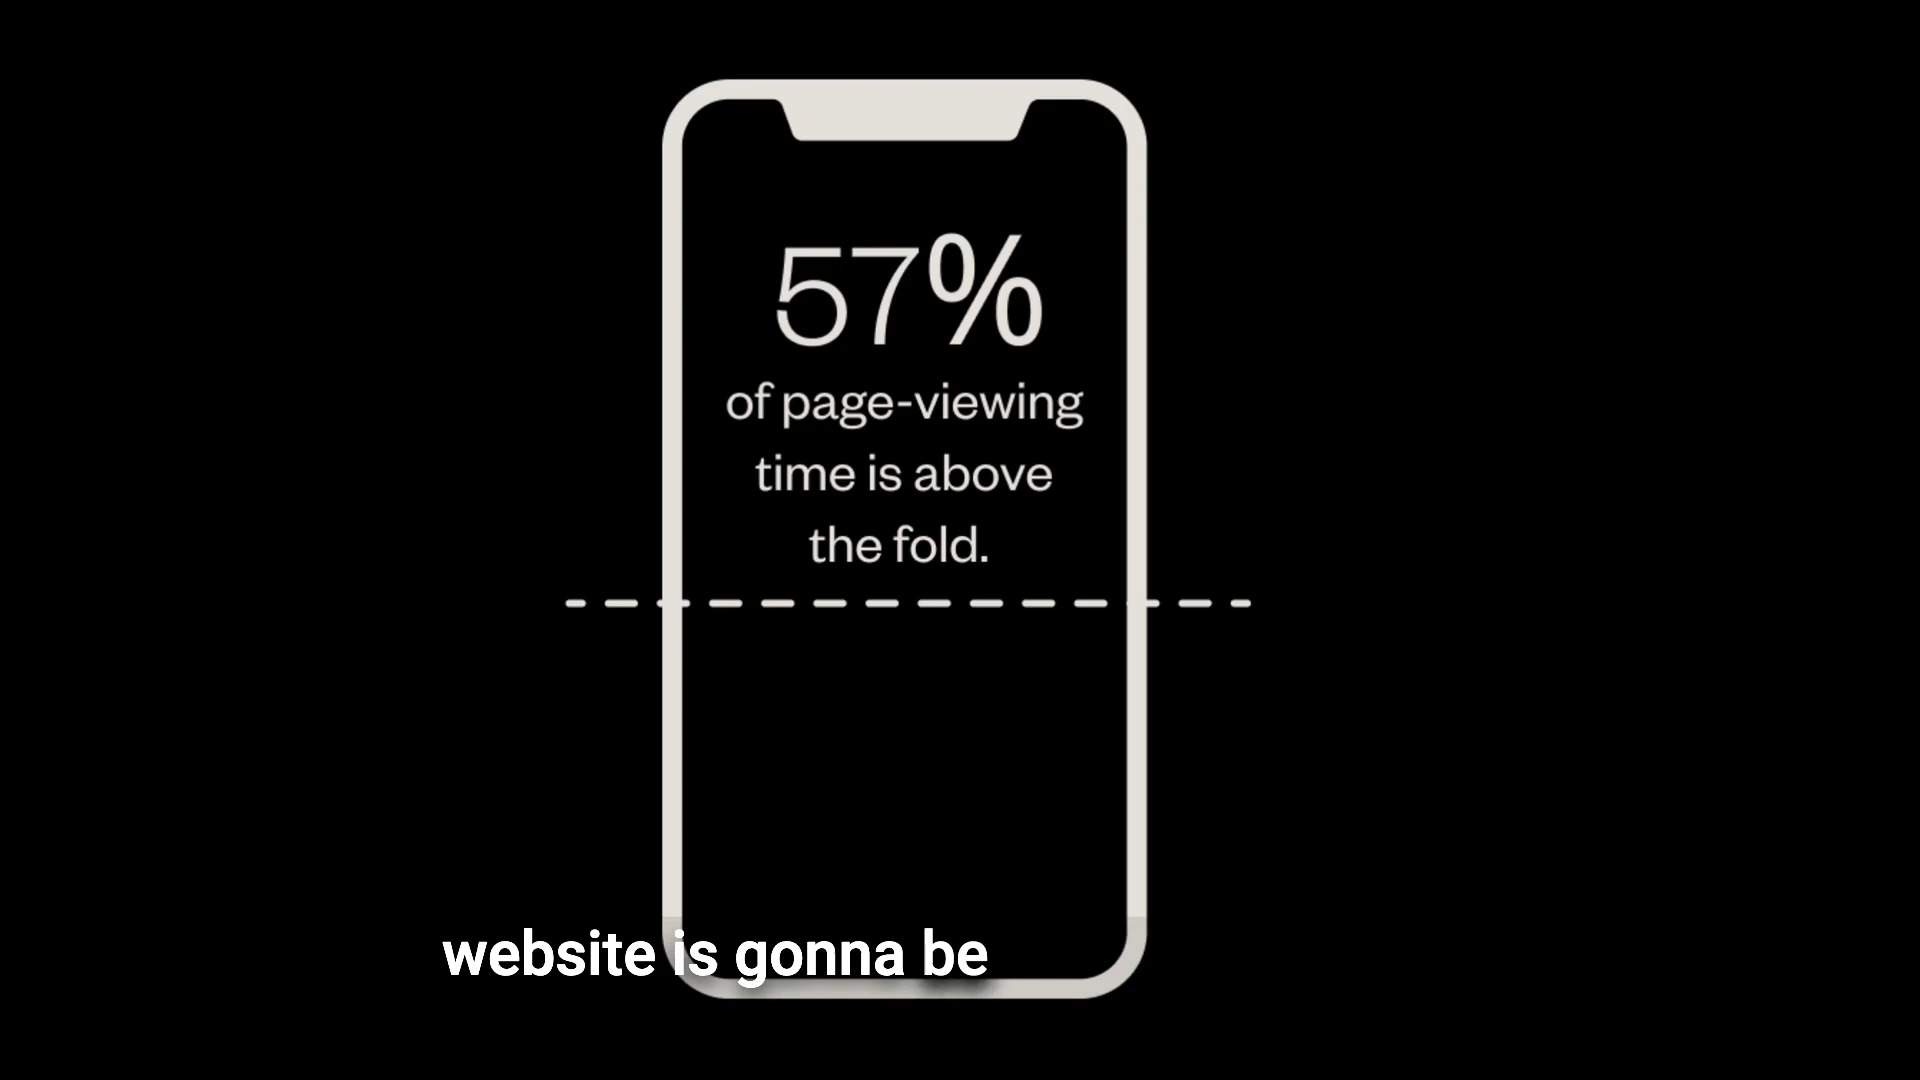 57%
of page-viewing
time is above
the fold.
website is gonna be